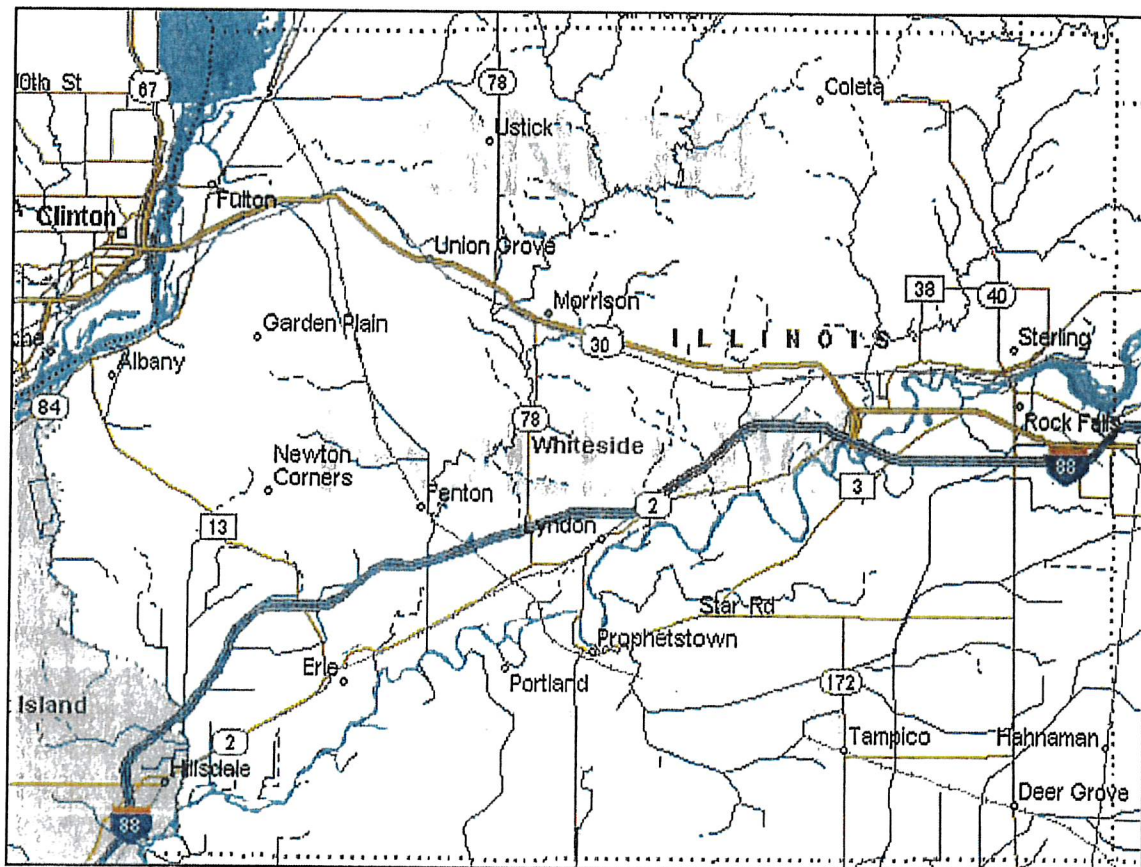 67
78
Coleta
Ustick
Fulton
Clinton
Union Grove
38
Morrison
40
Garden Plain
30
ILLINOIS
Sterling
Albany
84
78
Rock Falls
Whiteside
Newton
Corners
88
Fenton
3
2
13
Lyndon
Star Rd
Prophetstown
Erie
Portland
172
Island
2
Tampico
Hahnaman
Hillsdale
Deer Grove
88